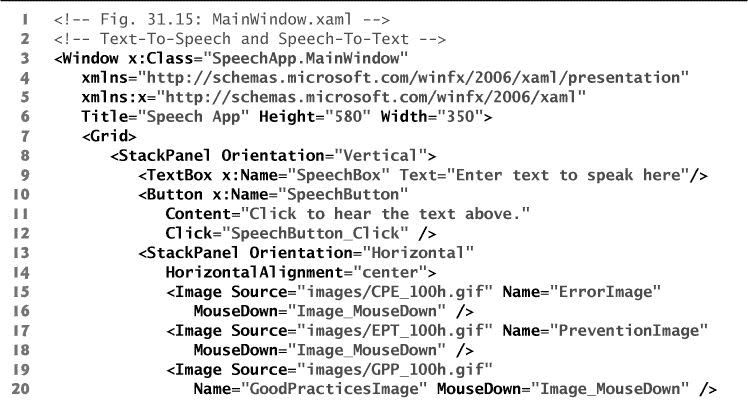 1 <!-- Fig. 31.15: MainWindow.xaml -->
2 <!-- Text-To-Speech and Speech-To-Text -->
3 <Window x:Class="SpeechApp.MainWindow"
4 xmlns="http://schemas.microsoft.com/winfx/2006/xaml/presentation"
5 xmlns:x="http://schemas.microsoft.com/winfx/2006/xaml"
6 Title="Speech App" Height="580" Width="350">
7 <Grid>
8 <StackPanel Orientation="Vertical">
9 <TextBox x:Name="SpeechBox" Text="Enter text to speak here"/>
10 <Button x:Name="SpeechButton"
11 Content="Click to hear the text above."
12 Click="SpeechButton_Click" />
13 <StackPanel Orientation="Horizontal"
14 HorizontalAlignment="center">
15 <Image Source="images/CPE_100h.gif" Name="ErrorImage"
16 MouseDown="Image_MouseDown" />
17 <Image Source="images/EPT_100h.gif" Name="PreventionImage"
18 MouseDown="Image_MouseDown" />
19 <Image Source="images/GPP_100h.gif"
20 Name="GoodPracticesImage" MouseDown="Image_MouseDown" />